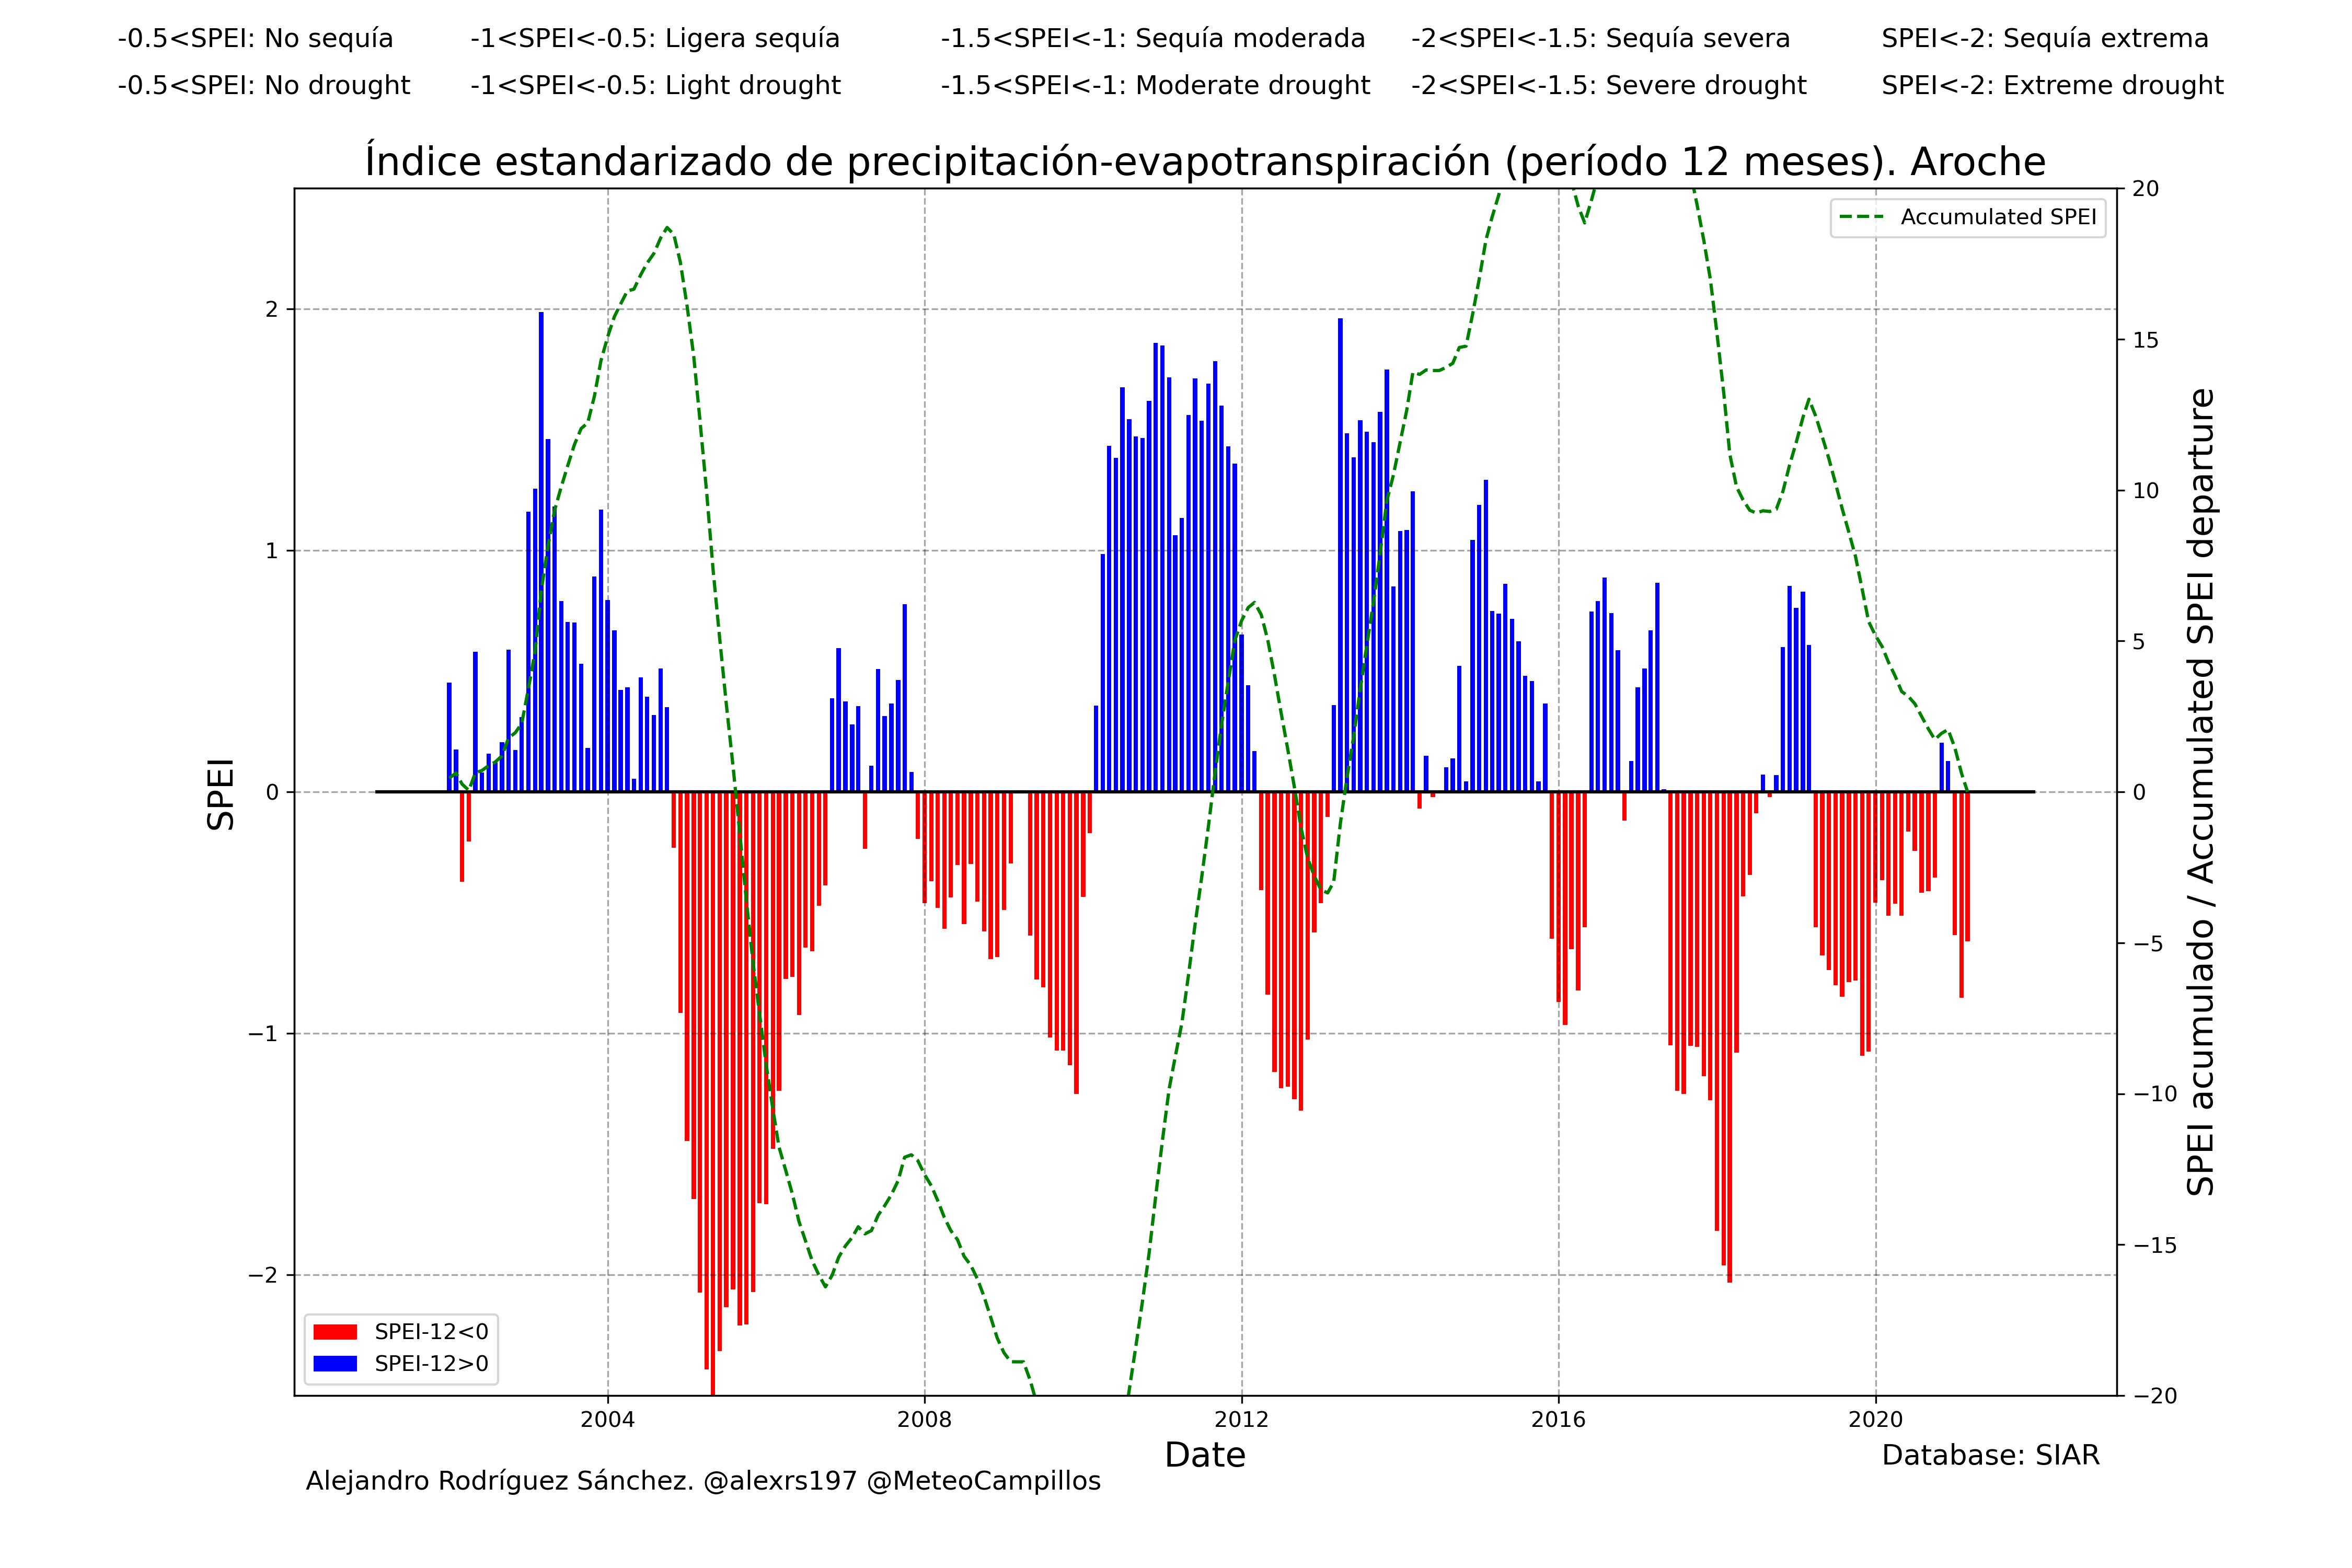 -0.5<SPEI: No sequía -1<SPEI<-0.5: Ligera sequía -1.5<SPEI<-1: Sequía moderada -2<SPEI<-1.5: Sequía severa SPEI<-2: Sequía extrema
-0.5<SPEI: No drought -1<SPEI<-0.5: Light drought -1.5<SPEI<-1: Moderate drought -2<SPEI<-1.5: Severe drought SPEI<-2: Extreme drought
Índice estandarizado de precipitación-evapotranspiración (período 12 meses). Aroche
Accumulated SPEI
SPEI
2
1
0
−1
−2
20
15
10
5
0
−5
−10
−15
−20
SPEI acumulado / Accumulated SPEI departure
SPEI-12<0
SPEI-12>0
2004 2008 2012 2016 2020
Date
Database: SIAR
Alejandro Rodríguez Sánchez. @alexrs197 @MeteoCampillos